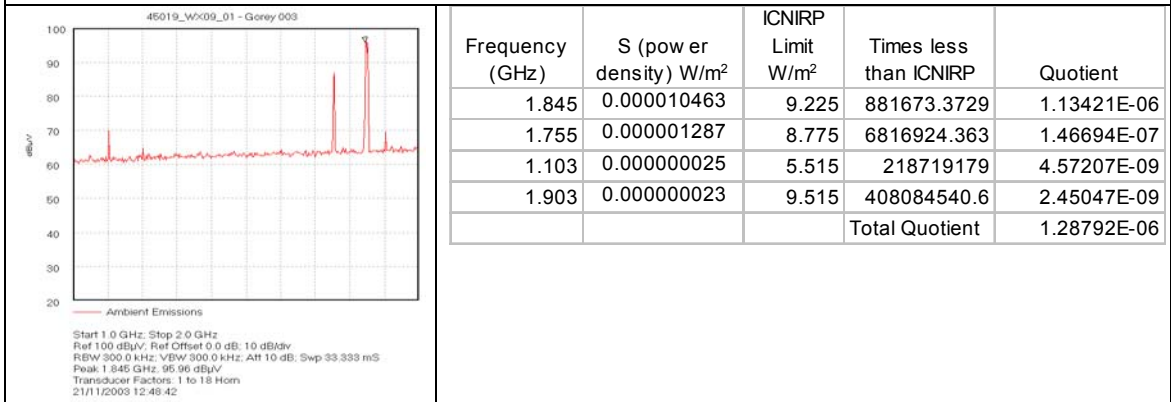 45019_WX09_01 - Gorey 003
100
90
80
70
60
50
40
30
20
dBµV
Ambient Emissions
Start 1.0 GHz; Stop 2.0 GHz
Ref 100 dBµV; Ref Offset 0.0 dB; 10 dB/div
RBW 300.0 kHz; VBW 300.0 kHz; Att 10 dB; Swp 33.333 mS
Peak 1.845 GHz, 95.96 dBµV
Transducer Factors: 1 to 18 Horn
21/11/2003 12:48:42
Frequency (GHz) S (pow er density) W/m² ICNIRP Limit W/m² Times less than ICNIRP Quotient
1.845 0.000010463 9.225 881673.3729 1.13421E-06
1.755 0.000001287 8.775 6816924.363 1.46694E-07
1.103 0.000000025 5.515 218719179 4.57207E-09
1.903 0.000000023 9.515 408084540.6 2.45047E-09
Total Quotient 1.28792E-06